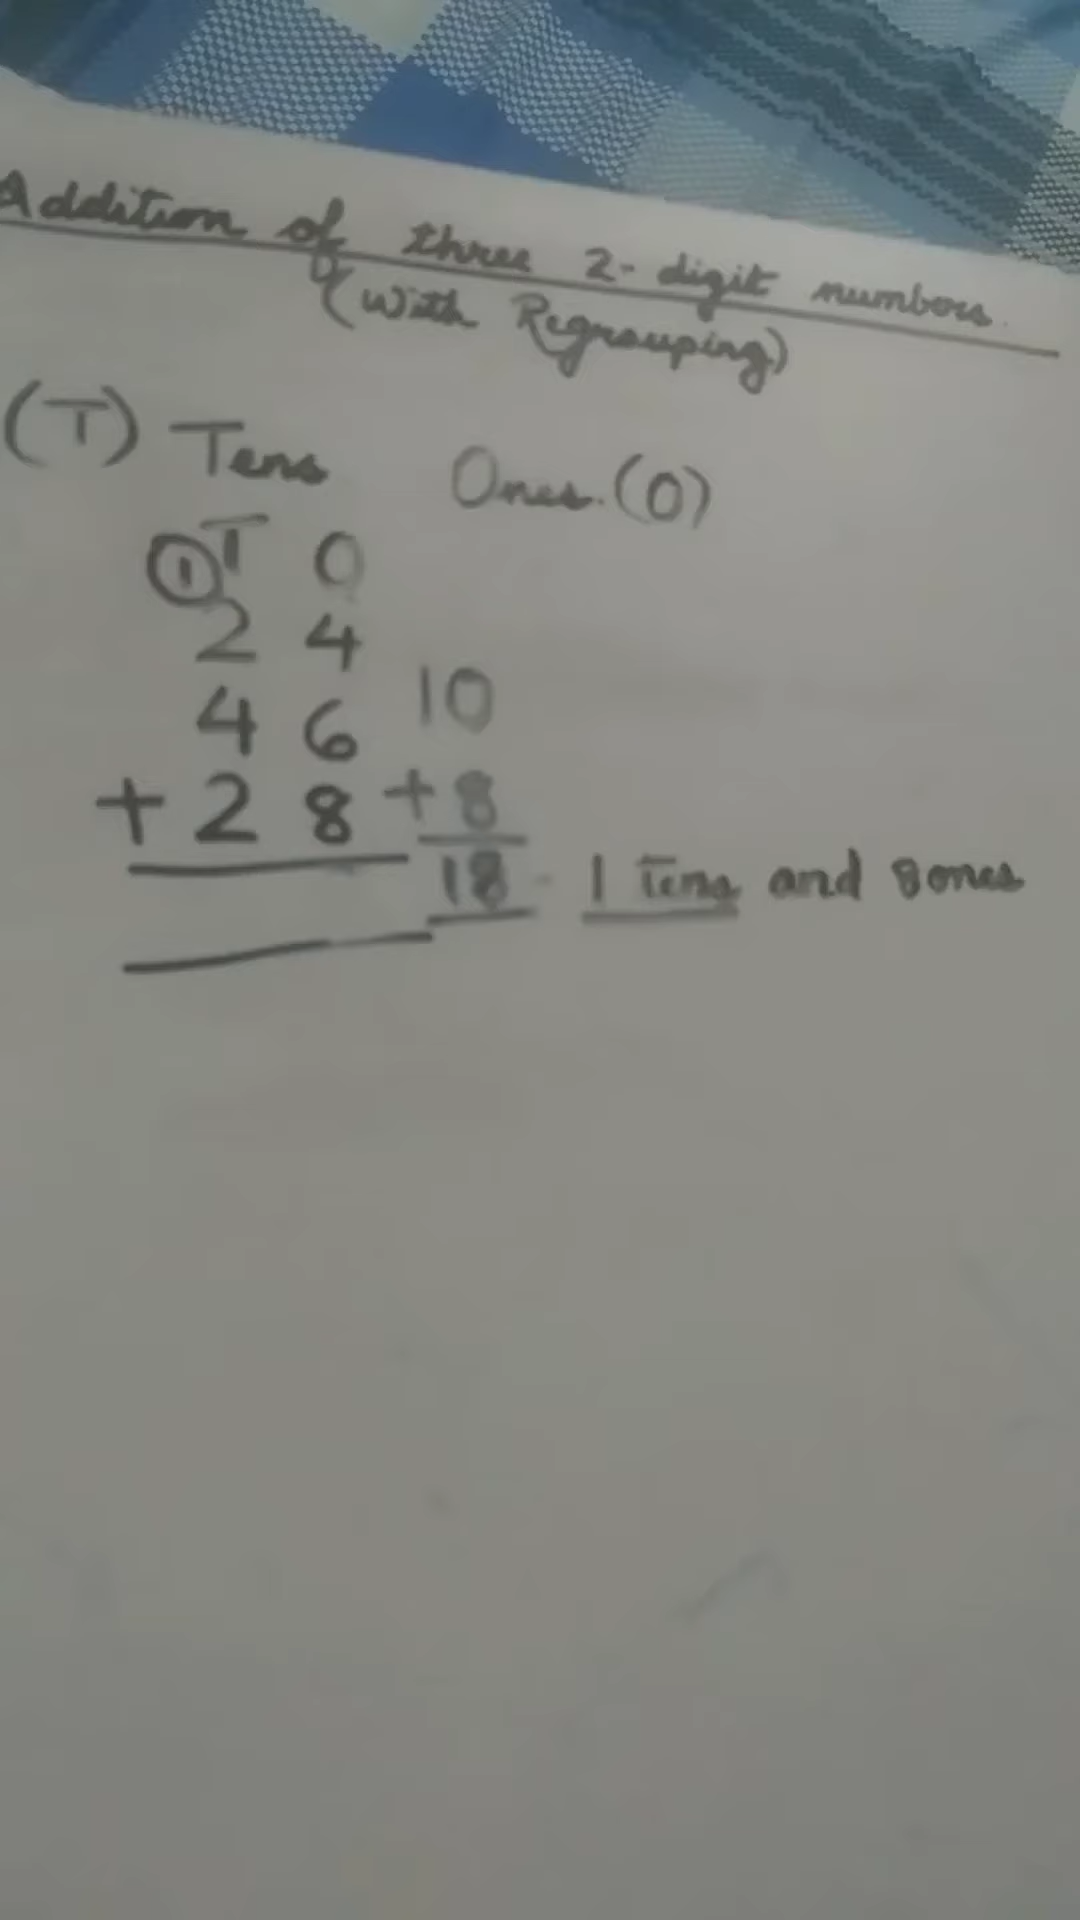 Addition of three 2-digit numbers
(With Regrouping)
(T) Tens Ones.(O)
① T O
2 4
4 6 10
+ 2 8 + 8
18 - 1 Tens and 8 ones